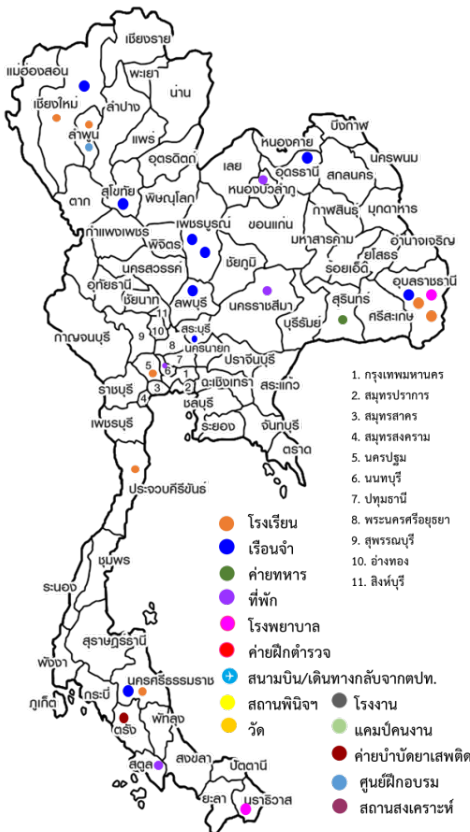 เชียงราย
แม่ฮ่องสอน
พะเยา
น่าน
เชียงใหม่
ลำปาง
ลำพูน
แพร่
อุตรดิตถ์
บึงกาฬ
หนองคาย
เลย
นครพนม
อุดรธานี
สกลนคร
หนองบัวลำภู
ตาก
สุโขทัย
พิษณุโลก
กำแพงเพชร
เพชรบูรณ์
พิจิตร
ขอนแก่น
กาฬสินธุ์
มุกดาหาร
มหาสารคาม
อำนาจเจริญ
ยโสธร
ร้อยเอ็ด
ชัยภูมิ
นครสวรรค์
อุทัยธานี
ชัยนาท
ลพบุรี
นครราชสีมา
บุรีรัมย์
สุรินทร์
ศรีสะเกษ
อุบลราชธานี
กาญจนบุรี
11
10
9
8
สระบุรี
นครนายก
ปราจีนบุรี
7
6
5
1
2
3
4
ฉะเชิงเทรา
สระแก้ว
ราชบุรี
ชลบุรี
เพชรบุรี
ระยอง
จันทบุรี
ตราด
ประจวบคีรีขันธ์
ชุมพร
ระนอง
สุราษฎร์ธานี
พังงา
นครศรีธรรมราช
กระบี่
ภูเก็ต
ตรัง
พัทลุง
สตูล
สงขลา
ปัตตานี
ยะลา
นราธิวาส
1. กรุงเทพมหานคร
2. สมุทรปราการ
3. สมุทรสาคร
4. สมุทรสงคราม
5. นครปฐม
6. นนทบุรี
7. ปทุมธานี
8. พระนครศรีอยุธยา
9. สุพรรณบุรี
10. อ่างทอง
11. สิงห์บุรี
โรงเรียน
เรือนจำ
ค่ายทหาร
ที่พัก
โรงพยาบาล
ค่ายฝึกตำรวจ
สนามบิน/เดินทางกลับจากตปท.
สถานพินิจฯ
วัด
โรงงาน
แคมป์คนงาน
ค่ายบำบัดยาเสพติด
ศูนย์ฝึกอบรม
สถานสงเคราะห์